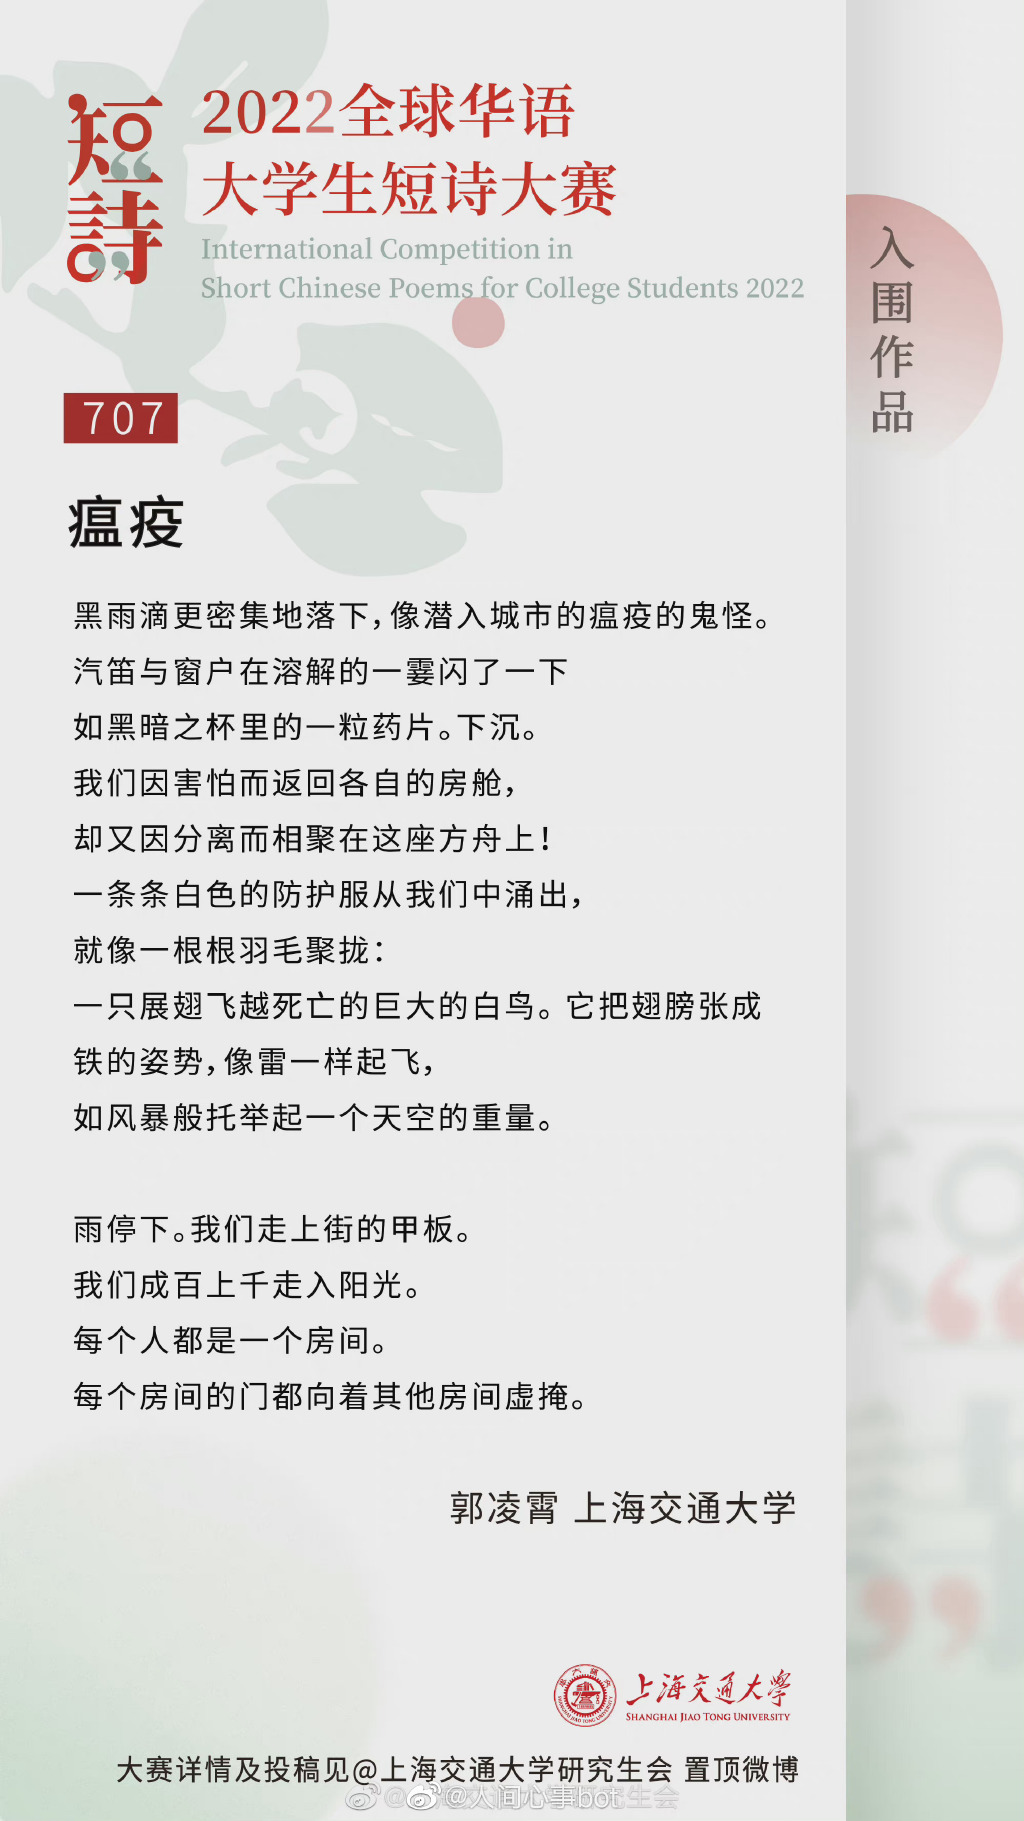 短詩
2022全球华语
大学生短诗大赛
International Competition in
Short Chinese Poems for College Students 2022
入围作品
707
瘟疫
黑雨滴更密集地落下，像潜入城市的瘟疫的鬼怪。
汽笛与窗户在溶解的一霎闪了一下
如黑暗之杯里的一粒药片。下沉。
我们因害怕而返回各自的房舱，
却又因分离而相聚在这座方舟上！
一条条白色的防护服从我们中涌出，
就像一根根羽毛聚拢：
一只展翅飞越死亡的巨大的白鸟。它把翅膀张成
铁的姿势，像雷一样起飞，
如风暴般托举起一个天空的重量。
雨停下。我们走上街的甲板。
我们成百上千走入阳光。
每个人都是一个房间。
每个房间的门都向着其他房间虚掩。
郭凌霄 上海交通大学
上海交通大學
SHANGHAI JIAO TONG UNIVERSITY
大赛详情及投稿见@上海交通大学研究生会 置顶微博
@人间心事bot